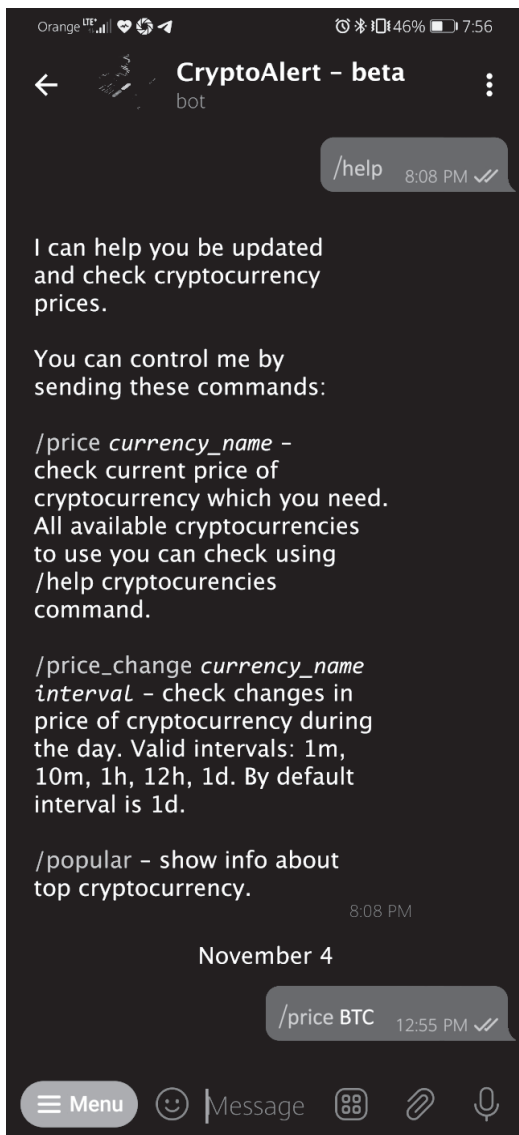 Orange LTE 46% 7:56
CryptoAlert – beta
bot
/help 8:08 PM
I can help you be updated
and check cryptocurrency
prices.
You can control me by
sending these commands:
/price currency_name –
check current price of
cryptocurrency which you need.
All available cryptocurrencies
to use you can check using
/help cryptocurencies
command.
/price_change currency_name
interval – check changes in
price of cryptocurrency during
the day. Valid intervals: 1m,
10m, 1h, 12h, 1d. By default
interval is 1d.
/popular – show info about
top cryptocurrency.
8:08 PM
November 4
/price BTC 12:55 PM
Menu Message